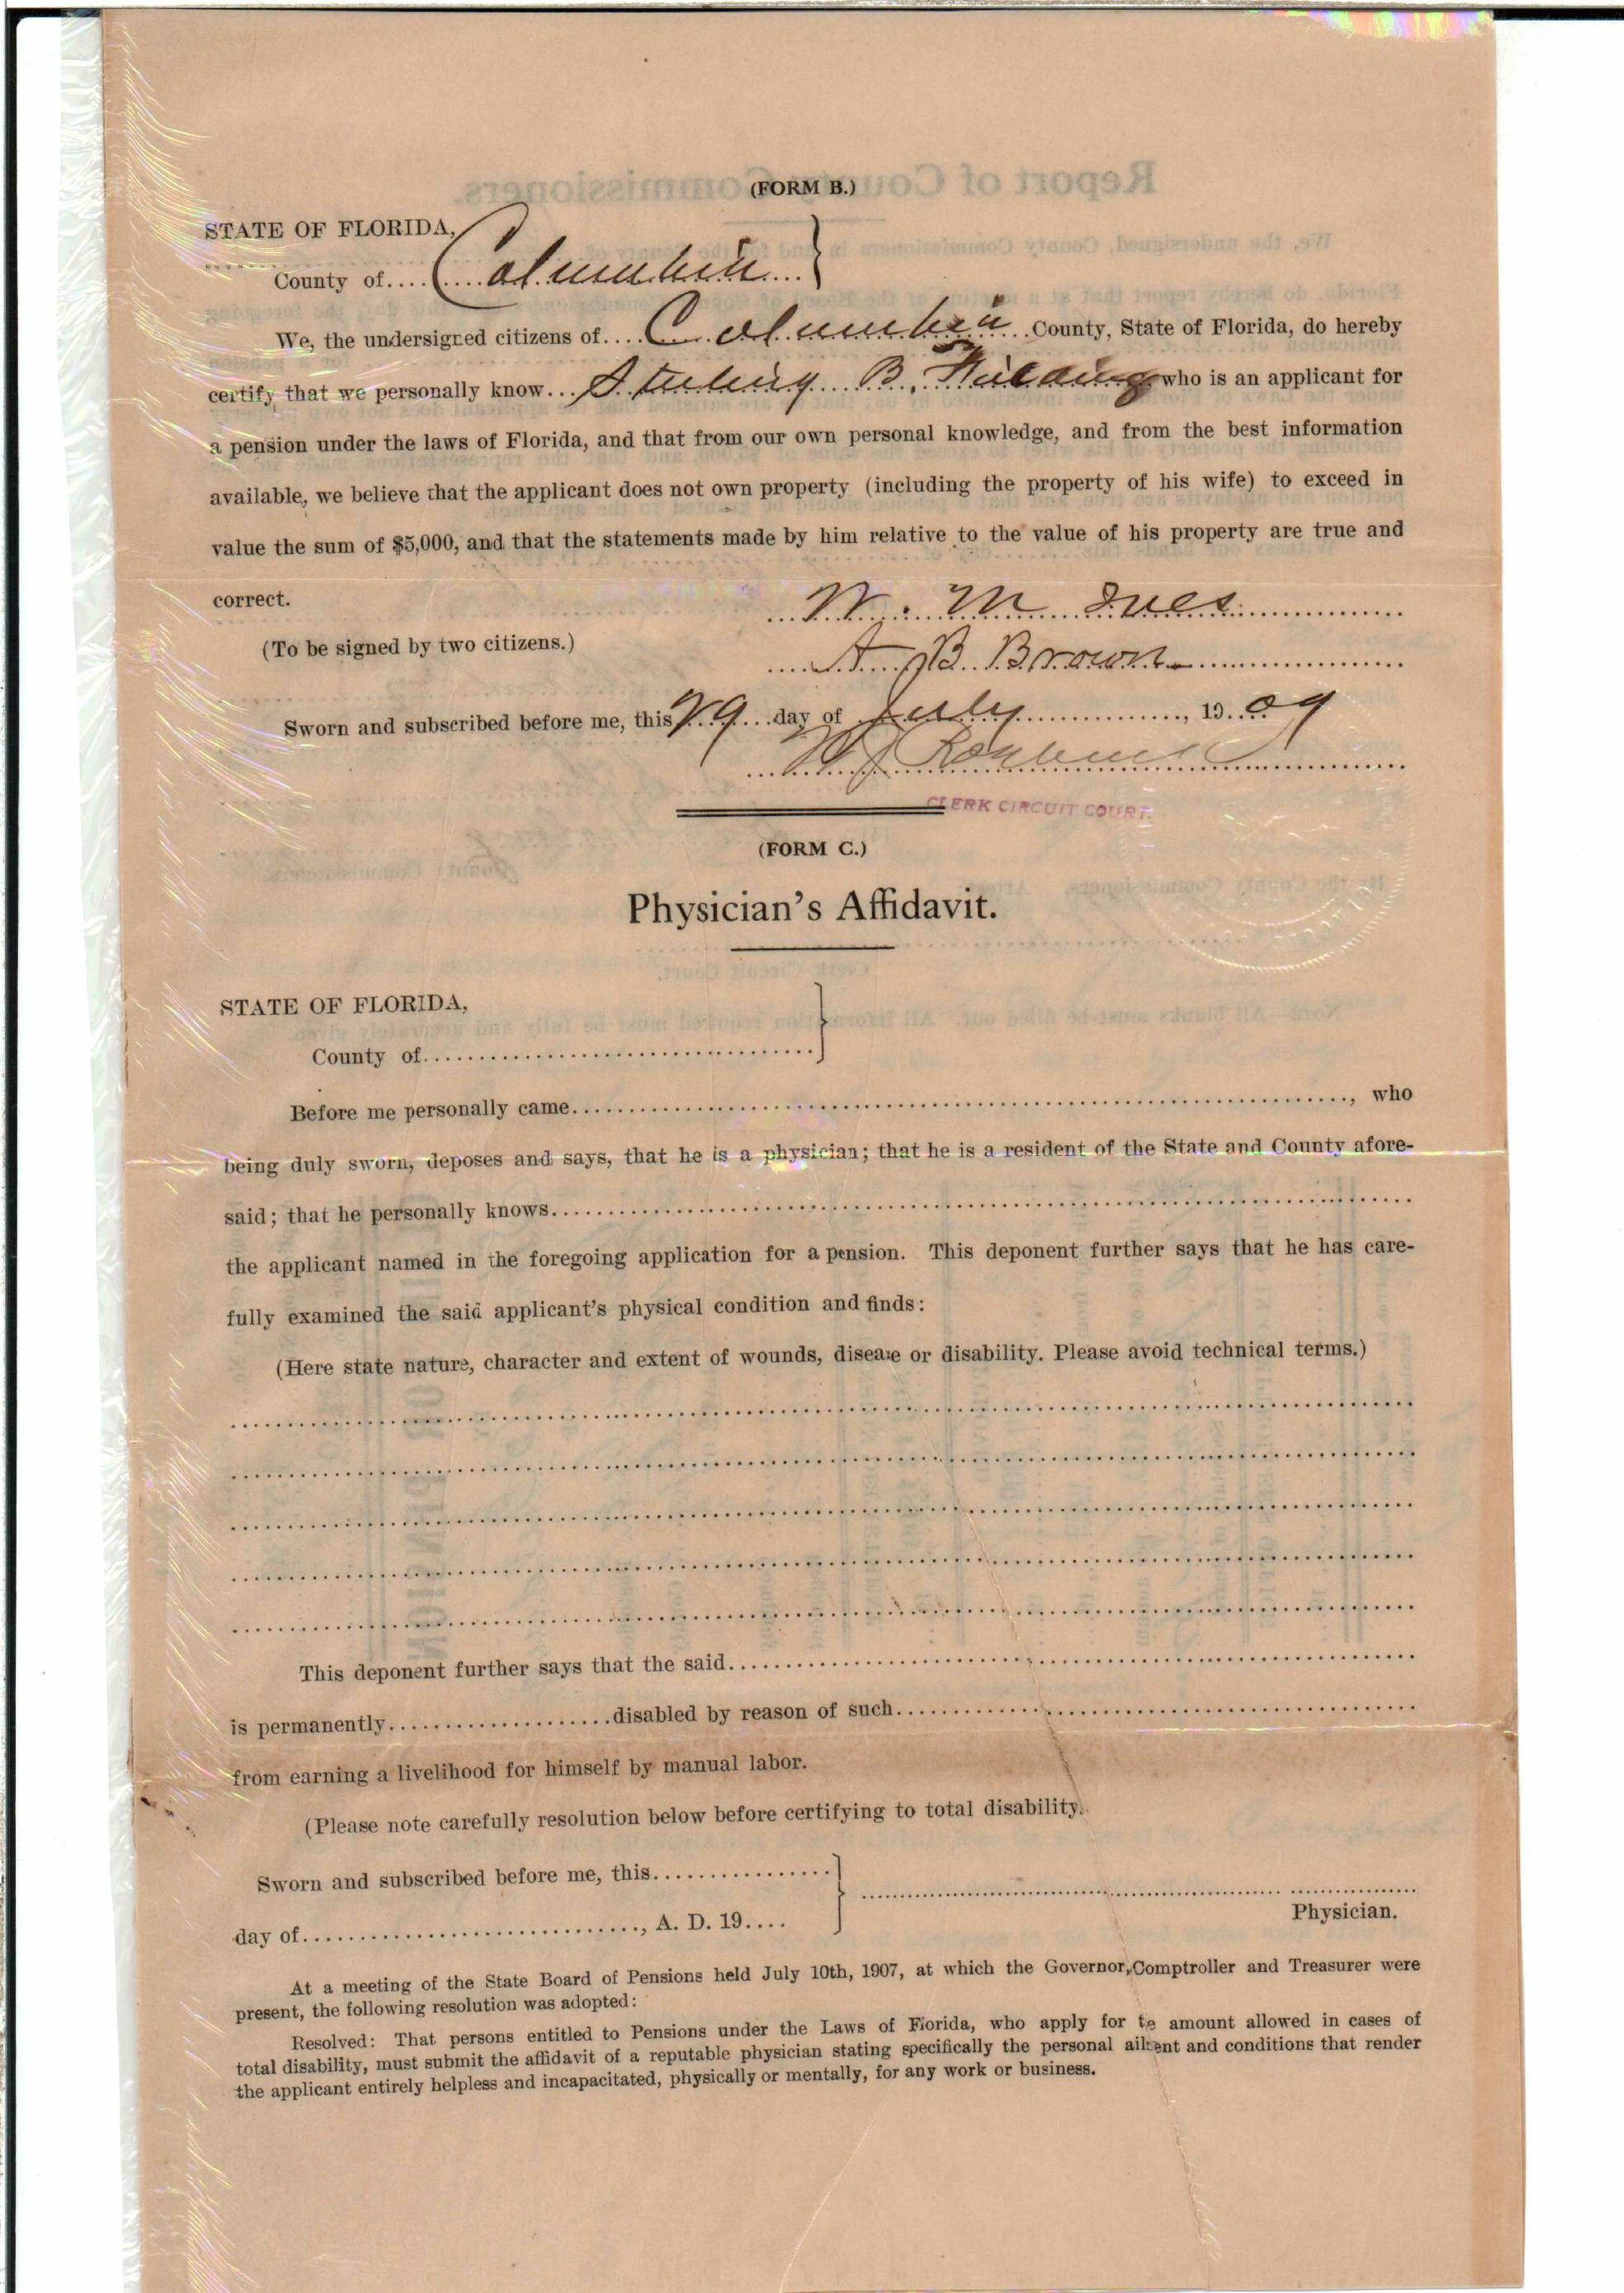 (FORM B.)
STATE OF FLORIDA,
County of....Columbia...
We, the undersigned citizens of....Columbia...County, State of Florida, do hereby
certify that we personally know... B. who is an applicant for
a pension under the laws of Florida, and that from our own personal knowledge, and from the best information
available, we believe that the applicant does not own property (including the property of his wife) to exceed in
value the sum of $5,000, and that the statements made by him relative to the value of his property are true and
correct.
W. M. Ives
(To be signed by two citizens.)
A. B. Brown
Sworn and subscribed before me, this 29 day of July, 1909
CLERK CIRCUIT COURT.
(FORM C.)
Physician's Affidavit.
STATE OF FLORIDA,
County of
Before me personally came, who
being duly sworn, deposes and says, that he is a physician; that he is a resident of the State and County afore-
said; that he personally knows
the applicant named in the foregoing application for a pension. This deponent further says that he has care-
fully examined the said applicant's physical condition and finds:
(Here state nature, character and extent of wounds, disease or disability. Please avoid technical terms.)
This deponent further says that the said
is permanently....................disabled by reason of such
from earning a livelihood for himself by manual labor.
(Please note carefully resolution below before certifying to total disability.
Sworn and subscribed before me, this
day of, A. D. 19....
Physician.
At a meeting of the State Board of Pensions held July 10th, 1907, at which the Governor, Comptroller and Treasurer were
present, the following resolution was adopted:
Resolved: That persons entitled to Pensions under the Laws of Florida, who apply for te amount allowed in cases of
total disability, must submit the affidavit of a reputable physician stating specifically the personal ailment and conditions that render
the applicant entirely helpless and incapacitated, physically or mentally, for any work or business.